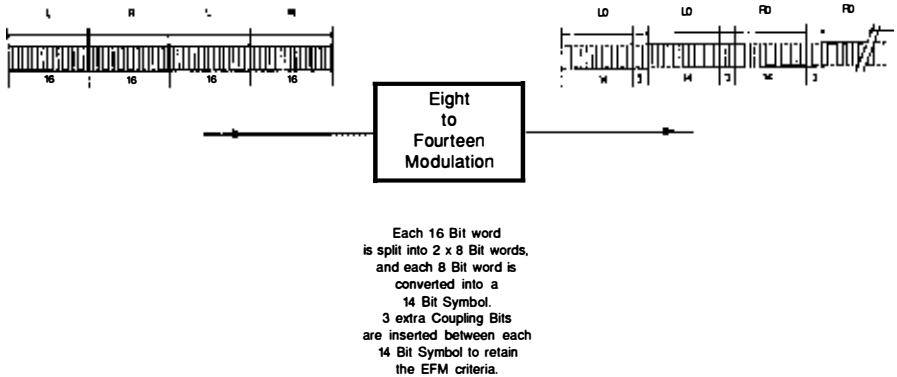 L R L R
L0 L0 R0 R0
16 16 16 16
14 3 14 3 14 3
Eight
to
Fourteen
Modulation
Each 16 Bit word
is split into 2 x 8 Bit words,
and each 8 Bit word is
converted into a
14 Bit Symbol.
3 extra Coupling Bits
are inserted between each
14 Bit Symbol to retain
the EFM criteria.